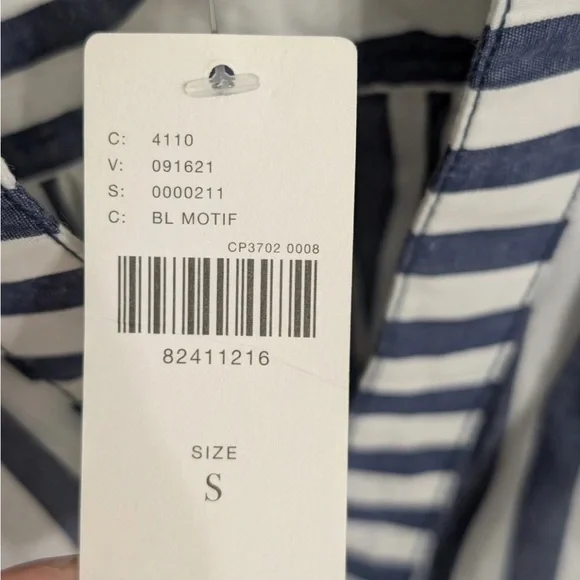 C: 4110
V: 091621
S: 0000211
C: BL MOTIF
CP3702 0008
82411216
SIZE
S